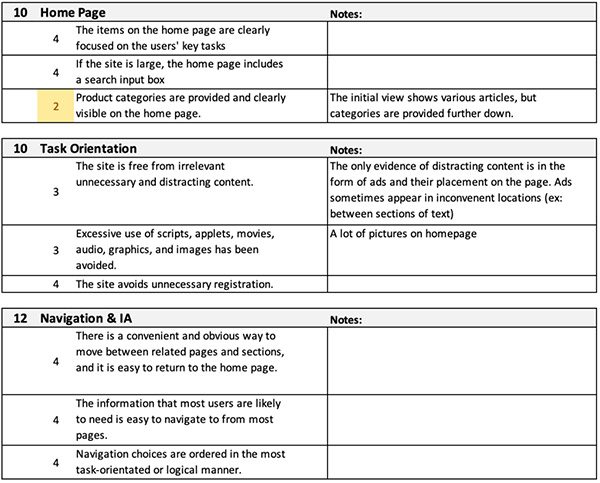 10 Home Page Notes:
4 The items on the home page are clearly
focused on the users' key tasks
4 If the site is large, the home page includes
a search input box
2 Product categories are provided and clearly
visible on the home page.
The initial view shows various articles, but
categories are provided further down.
10 Task Orientation Notes:
3 The site is free from irrelevant
unnecessary and distracting content.
The only evidence of distracting content is in the
form of ads and their placement on the page. Ads
sometimes appear in inconvenent locations (ex:
between sections of text)
3 Excessive use of scripts, applets, movies,
audio, graphics, and images has been
avoided.
A lot of pictures on homepage
4 The site avoids unnecessary registration.
12 Navigation & IA Notes:
4 There is a convenient and obvious way to
move between related pages and sections,
and it is easy to return to the home page.
4 The information that most users are likely
to need is easy to navigate to from most
pages.
4 Navigation choices are ordered in the most
task-orientated or logical manner.